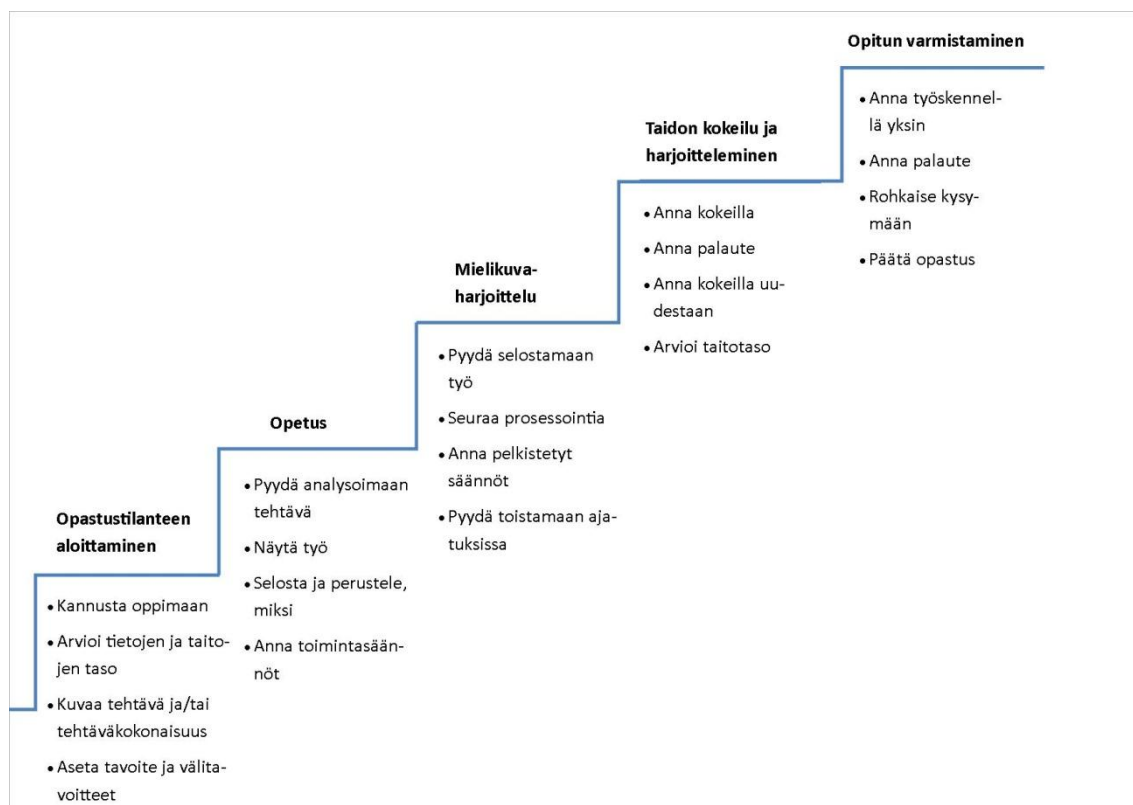 Opastustilanteen
aloittaminen
• Kannusta oppimaan
• Arvioi tietojen ja taito-
jen taso
• Kuvaa tehtävä ja/tai
tehtäväkokonaisuus
• Aseta tavoite ja välita-
voitteet
Opetus
• Pyydä analysoimaan
tehtävä
• Näytä työ
• Selosta ja perustele,
miksi
• Anna toimintasään-
nöt
Mielikuva-
harjoittelu
• Pyydä selostamaan
työ
• Seuraa prosessointia
• Anna pelkistetyt
säännöt
• Pyydä toistamaan aja-
tuksissa
Taidon kokeilu ja
harjoitteleminen
• Anna kokeilla
• Anna palaute
• Anna kokeilla uu-
destaan
• Arvioi taitotaso
Opitun varmistaminen
• Anna työskennel-
lä yksin
• Anna palaute
• Rohkaise kysy-
mään
• Päätä opastus